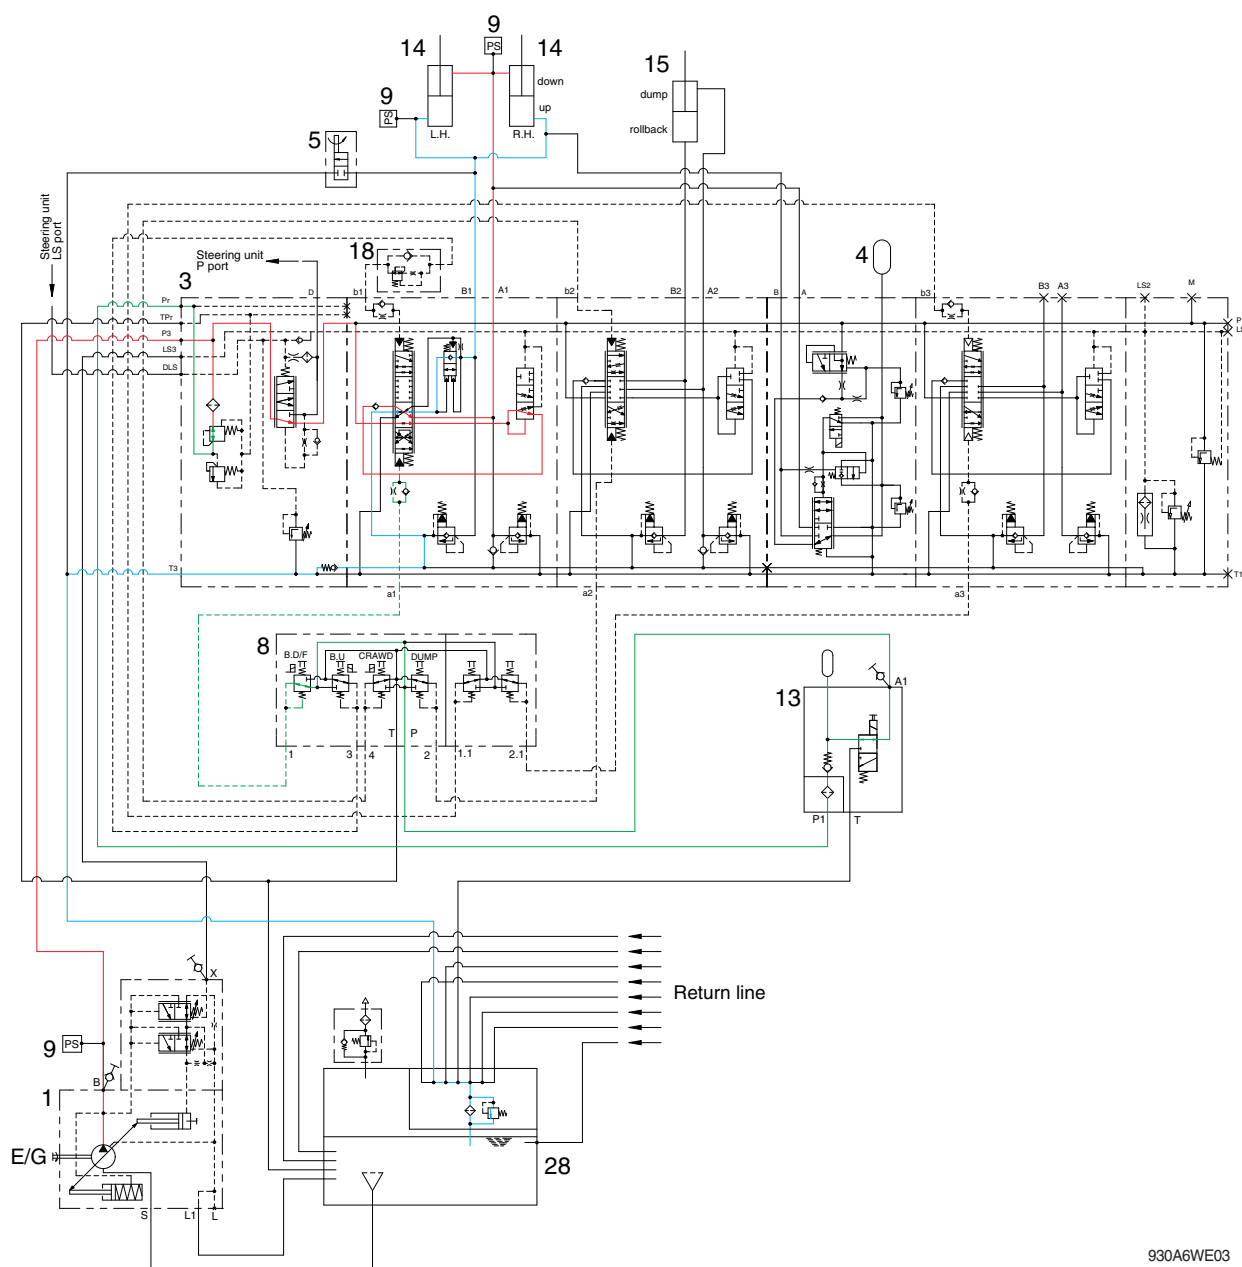 9
PS
14
14
down
up
L.H.
R.H.
9
PS
15
dump
rollback
5
Steering unit
LS port
Steering unit
P port
18
4
3
D
b1
B1
A1
b2
B2
A2
B
A
b3
B3
A3
LS2
M
Pr
TPr
P3
LS3
DLS
P
LS
T3
T1
a1
a2
a3
8
B.D/F
B.U
CRAWD
DUMP
T
P
1
3
4
2
1.1
2.1
13
A1
P1
T
X
9
PS
B
1
E/G
S
L1
L
Return line
28
930A6WE03